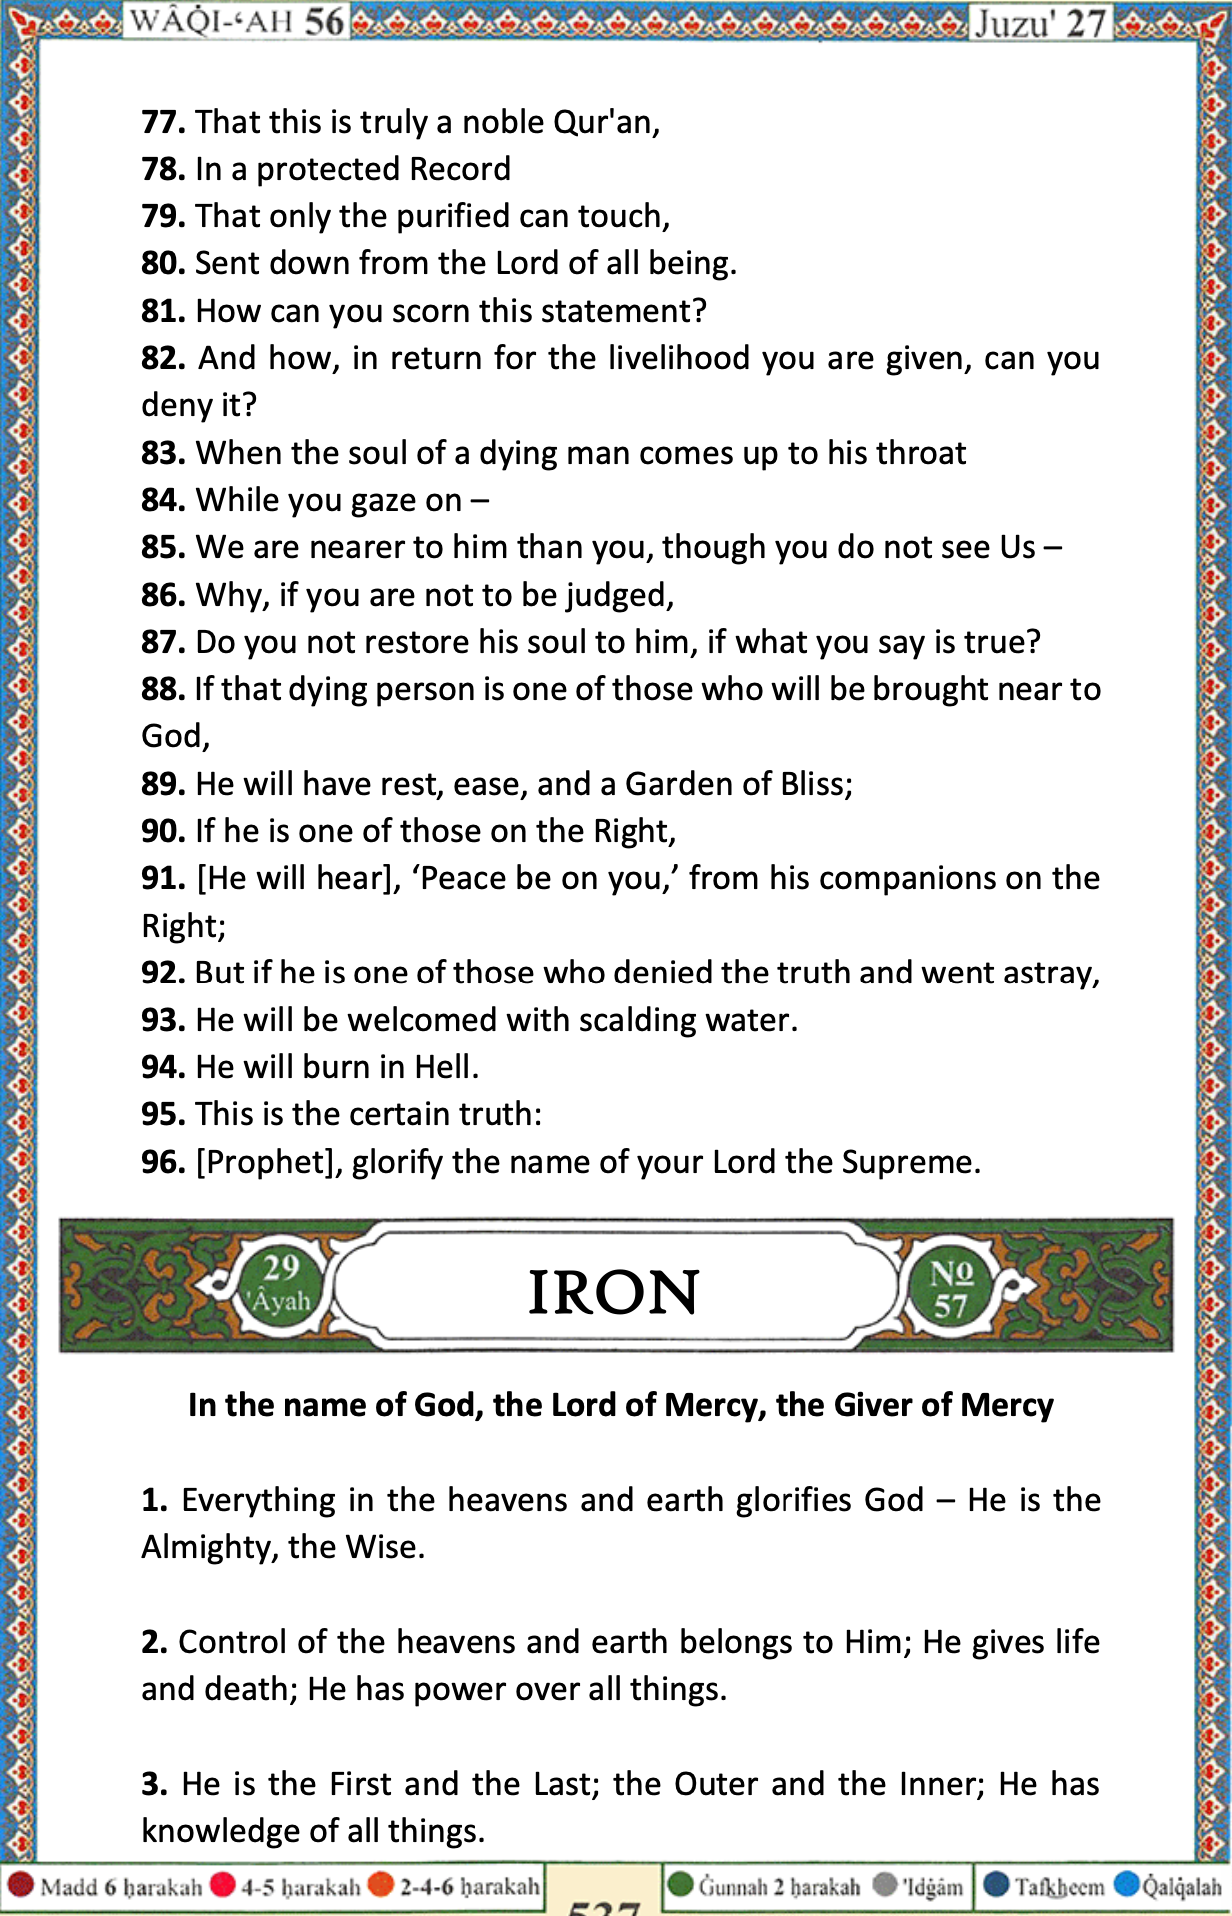 WÂQ̇I-‘AH 56
Juzu' 27
77. That this is truly a noble Qur'an,
78. In a protected Record
79. That only the purified can touch,
80. Sent down from the Lord of all being.
81. How can you scorn this statement?
82. And how, in return for the livelihood you are given, can you
deny it?
83. When the soul of a dying man comes up to his throat
84. While you gaze on –
85. We are nearer to him than you, though you do not see Us –
86. Why, if you are not to be judged,
87. Do you not restore his soul to him, if what you say is true?
88. If that dying person is one of those who will be brought near to
God,
89. He will have rest, ease, and a Garden of Bliss;
90. If he is one of those on the Right,
91. [He will hear], ‘Peace be on you,’ from his companions on the
Right;
92. But if he is one of those who denied the truth and went astray,
93. He will be welcomed with scalding water.
94. He will burn in Hell.
95. This is the certain truth:
96. [Prophet], glorify the name of your Lord the Supreme.
29
'Âyah
IRON
Nº
57
In the name of God, the Lord of Mercy, the Giver of Mercy
1. Everything in the heavens and earth glorifies God – He is the
Almighty, the Wise.
2. Control of the heavens and earth belongs to Him; He gives life
and death; He has power over all things.
3. He is the First and the Last; the Outer and the Inner; He has
knowledge of all things.
Madd 6 ḥarakah 4-5 ḥarakah 2-4-6 ḥarakah
537
Ġunnah 2 ḥarakah 'Idġâm
Tafkheem Q̇alq̇alah